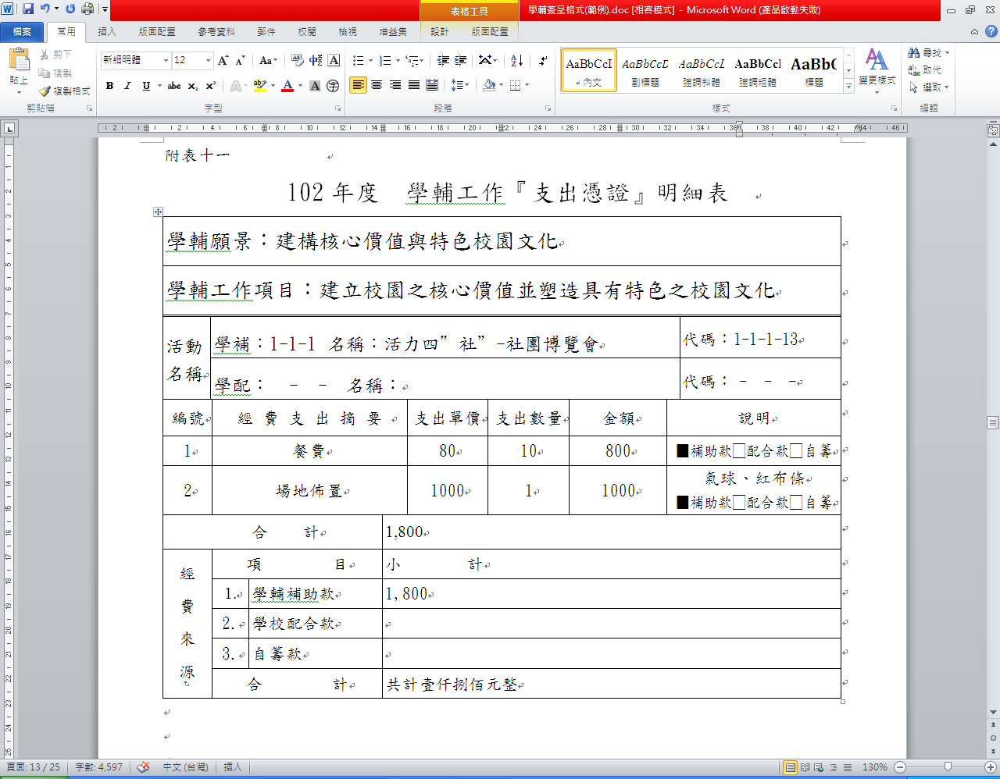 表格工具
學輔簽呈格式(範例).doc [相容模式] - Microsoft Word (產品啟動失敗)
檔案 常用 插入 版面配置 參考資料 郵件 校閱 檢視 增益集 設計 版面配置
貼上
剪下
複製
複製格式
剪貼簿
新細明體 12
字型
段落
AaBbCcI AaBbCcD AaBbCcI AaBbCcI AaBbC
內文 副標題 強調斜體 強調粗體 標題
變更樣式
樣式
尋找
取代
選取
編輯
附表十一
102 年度 學輔工作『支出憑證』明細表
學輔願景：建構核心價值與特色校園文化
學輔工作項目：建立校園之核心價值並塑造具有特色之校園文化
活動名稱
學補：1-1-1 名稱：活力四”社”-社團博覽會 代碼：1-1-1-13
學配： - - 名稱： 代碼： - - -
編號 經費支出摘要 支出單價 支出數量 金額 說明
1 餐費 80 10 800 ■補助款□配合款□自籌
2 場地佈置 1000 1 1000 氣球、紅布條
■補助款□配合款□自籌
合 計 1,800
經費來源
項 目 小 計
1. 學輔補助款 1,800
2. 學校配合款
3. 自籌款
合 計 共計壹仟捌佰元整
頁面: 13 / 25 字數: 4,597 中文 (台灣) 插入 130%